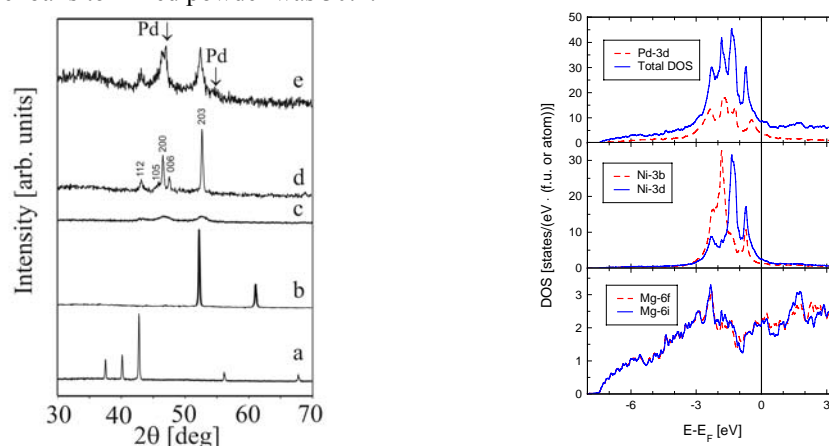 Pd
Pd
e
203
200
112
105
006
d
c
b
a
Intensity [arb. units]
30 40 50 60 70
2θ [deg]
50
40
30
20
10
0
Pd-3d
Total DOS
30
20
10
0
Ni-3b
Ni-3d
3
2
1
0
Mg-6f
Mg-6i
DOS [states/(eV · (f.u. or atom))]
-6 -3 0 3
E-E_F [eV]